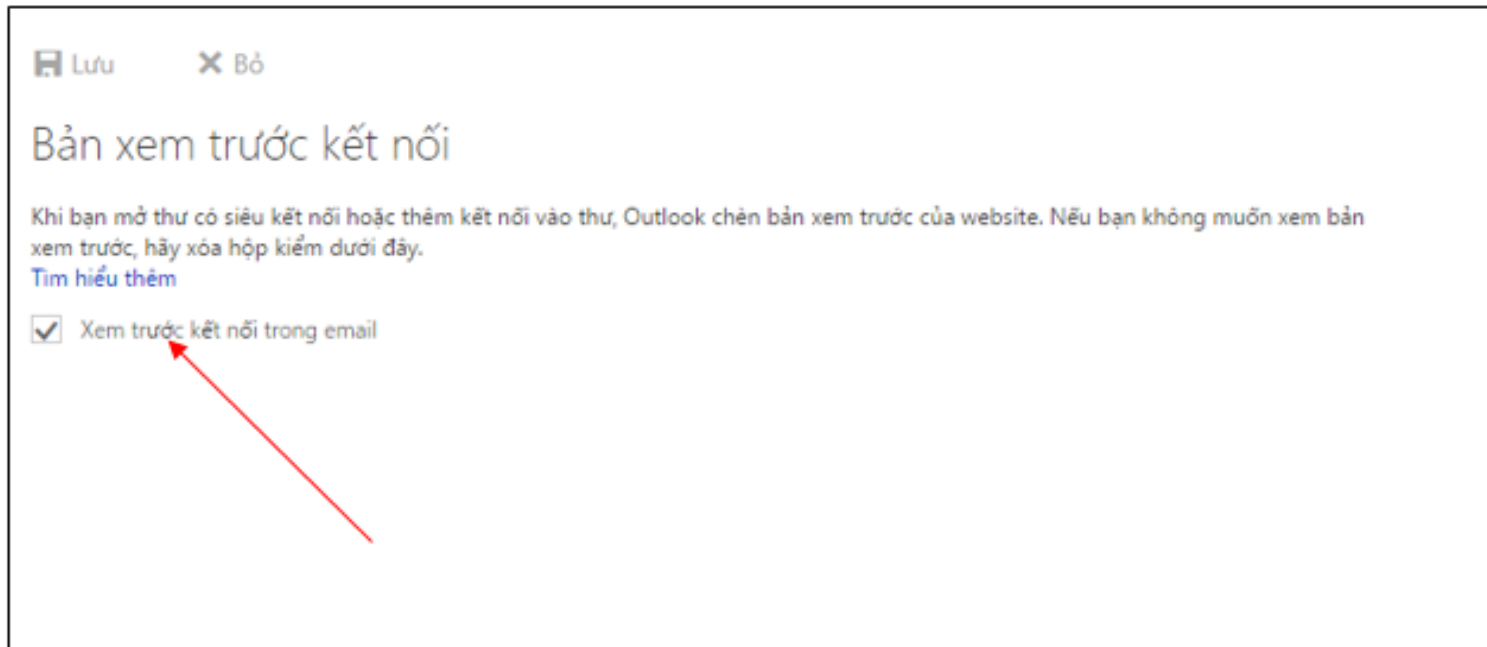 Lưu Bỏ
Bản xem trước kết nối
Khi bạn mở thư có siêu kết nối hoặc thêm kết nối vào thư, Outlook chèn bản xem trước của website. Nếu bạn không muốn xem bản
xem trước, hãy xóa hộp kiểm dưới đây.
Tìm hiểu thêm
Xem trước kết nối trong email